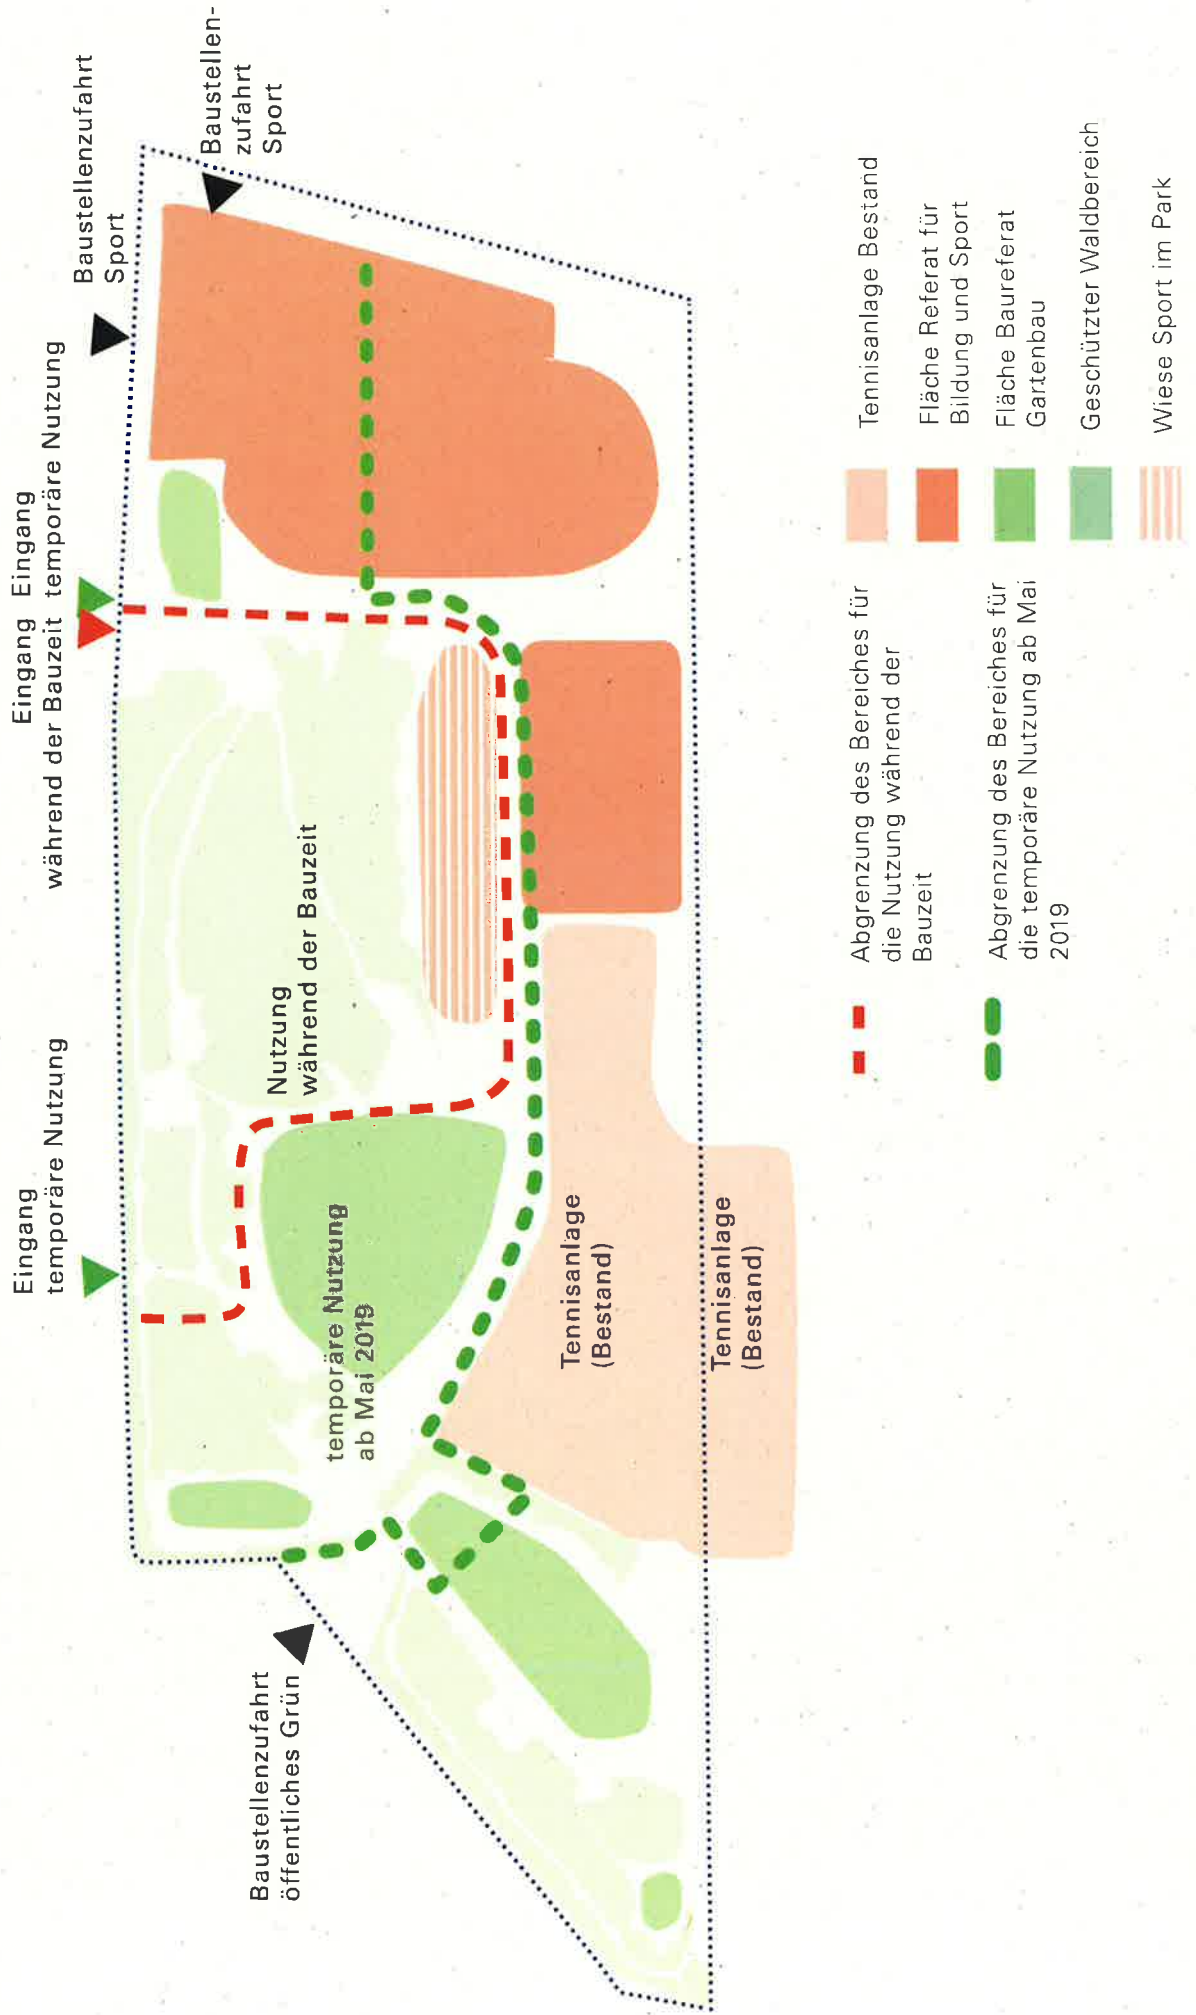 Baustellenzufahrt
öffentliches Grün
Eingang
temporäre Nutzung
Eingang
während der Bauzeit
Eingang
temporäre Nutzung
Baustellenzufahrt
Sport
Baustellen-
zufahrt
Sport
Nutzung
während der Bauzeit
temporäre Nutzung
ab Mai 2019
Tennisanlage
(Bestand)
Tennisanlage
(Bestand)
Abgrenzung des Bereiches für
die Nutzung während der
Bauzeit
Abgrenzung des Bereiches für
die temporäre Nutzung ab Mai
2019
Tennisanlage Bestand
Fläche Referat für
Bildung und Sport
Fläche Baureferat
Gartenbau
Geschützter Waldbereich
Wiese Sport im Park